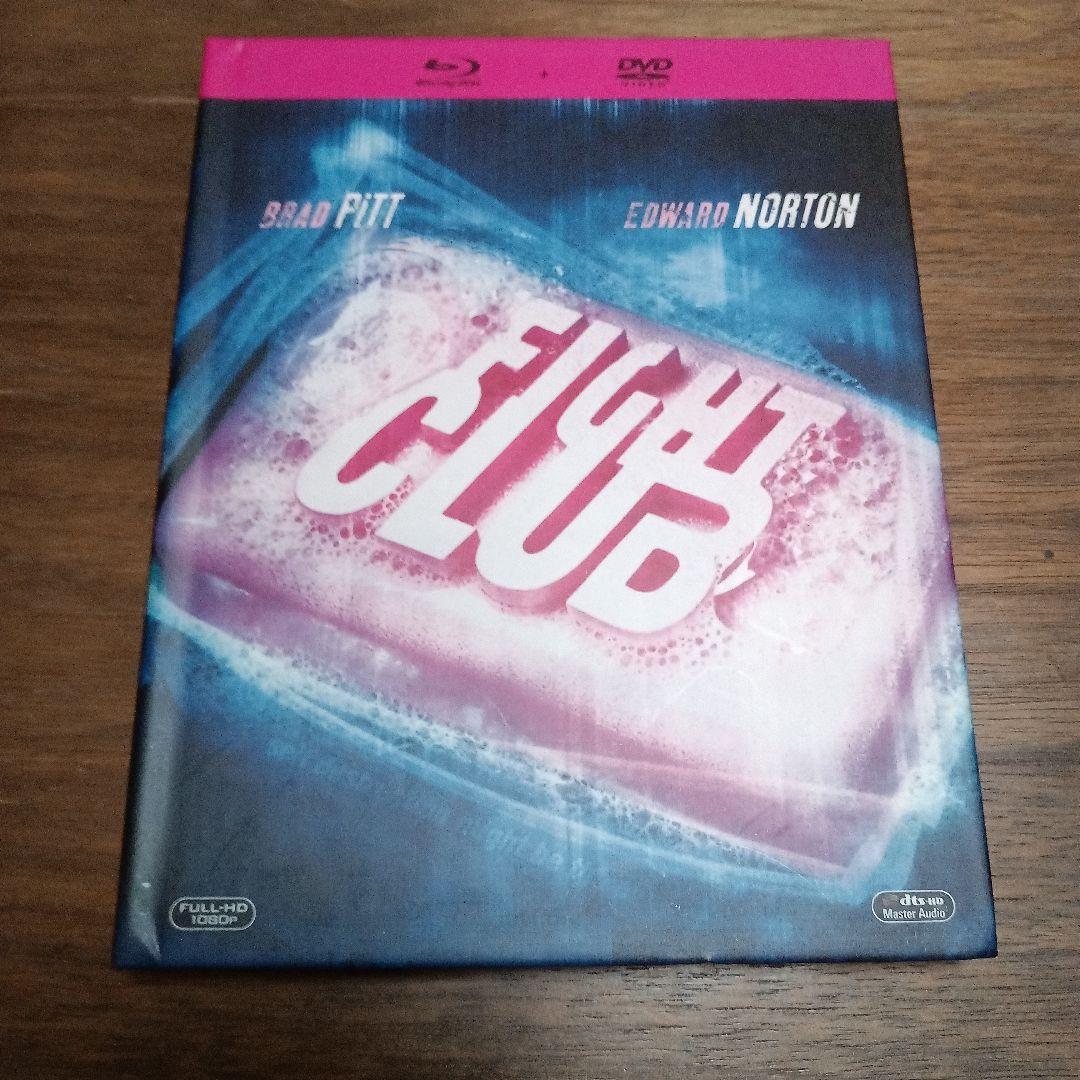 Blu-ray Disc + DVD
VIDEO
BRAD PiTT EDWARD NORTON
FIGHT
CLUB
FULL-HD
1080P
dts-HD
Master Audio